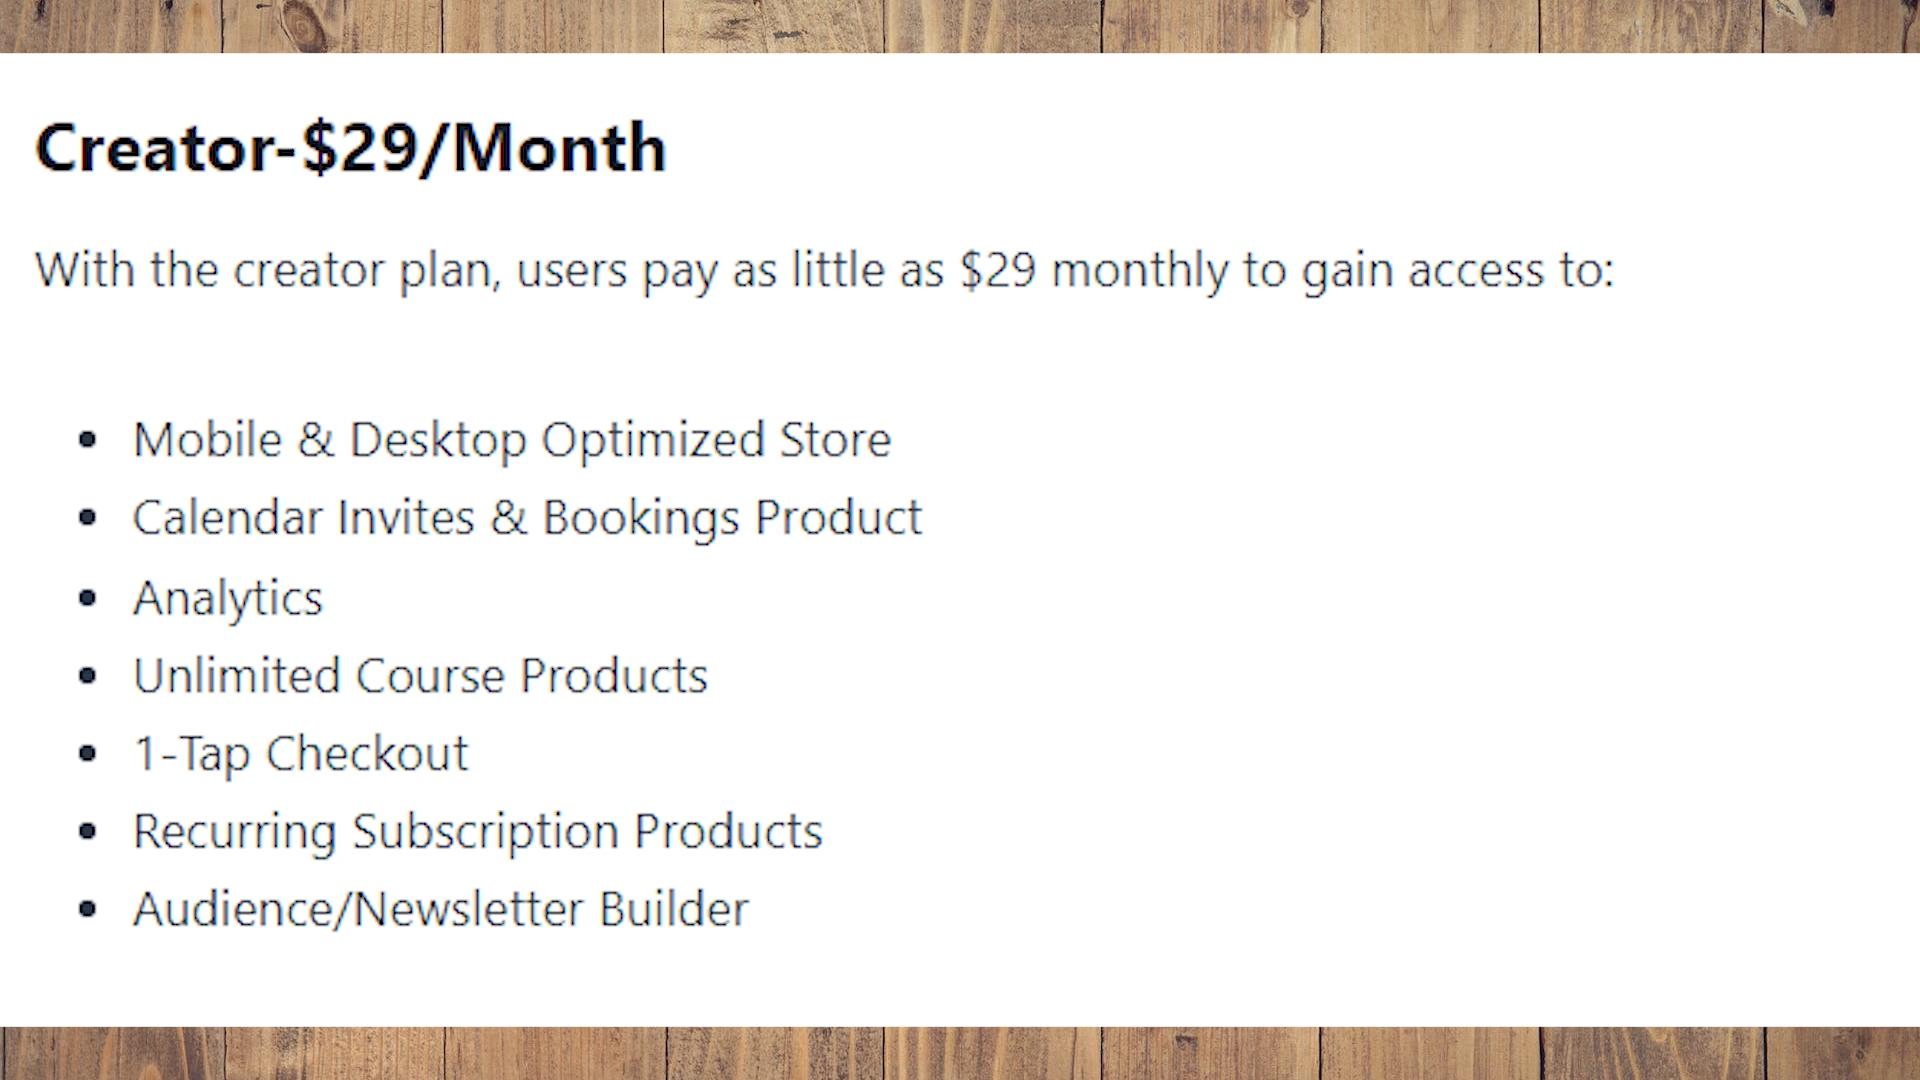 Creator-$29/Month
With the creator plan, users pay as little as $29 monthly to gain access to:
• Mobile & Desktop Optimized Store
• Calendar Invites & Bookings Product
• Analytics
• Unlimited Course Products
• 1-Tap Checkout
• Recurring Subscription Products
• Audience/Newsletter Builder